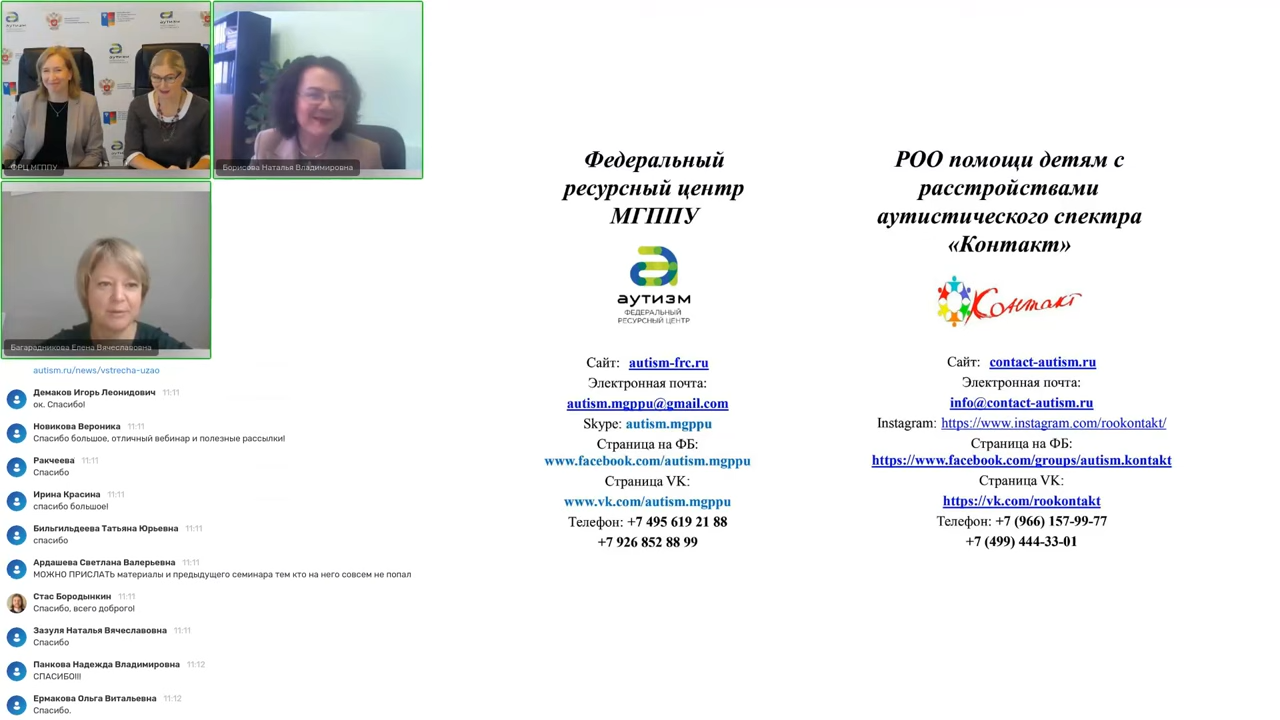 аутизм
аутизм
аутизм
ФРЦ МГППУ
Борисова Наталья Владимировна
Багарадникова Елена Вячеславовна
autism.ru/news/vstrecha-uzao
Демаков Игорь Леонидович 11:11
ок. Спасибо!
Новикова Вероника 11:11
Спасибо большое, отличный вебинар и полезные рассылки!
Ракчеева 11:11
Спасибо
Ирина Красина 11:11
спасибо большое!
Бильгильдеева Татьяна Юрьевна 11:11
спасибо
Ардашева Светлана Валерьевна 11:11
МОЖНО ПРИСЛАТЬ материалы и предыдущего семинара тем кто на него совсем не попал
Стас Бородынкин 11:11
Спасибо, всего доброго!
Зазуля Наталья Вячеславовна 11:11
Спасибо
Панкова Надежда Владимировна 11:12
СПАСИБО!!!
Ермакова Ольга Витальевна 11:12
Спасибо.
Федеральный
ресурсный центр
МГППУ
аутизм
ФЕДЕРАЛЬНЫЙ
РЕСУРСНЫЙ ЦЕНТР
Сайт: autism-frc.ru
Электронная почта:
autism.mgppu@gmail.com
Skype: autism.mgppu
Страница на ФБ:
www.facebook.com/autism.mgppu
Страница VK:
www.vk.com/autism.mgppu
Телефон: +7 495 619 21 88
+7 926 852 88 99
РОО помощи детям с
расстройствами
аутистического спектра
«Контакт»
Контакт
Сайт: contact-autism.ru
Электронная почта:
info@contact-autism.ru
Instagram: https://www.instagram.com/rookontakt/
Страница на ФБ:
https://www.facebook.com/groups/autism.kontakt
Страница VK:
https://vk.com/rookontakt
Телефон: +7 (966) 157-99-77
+7 (499) 444-33-01